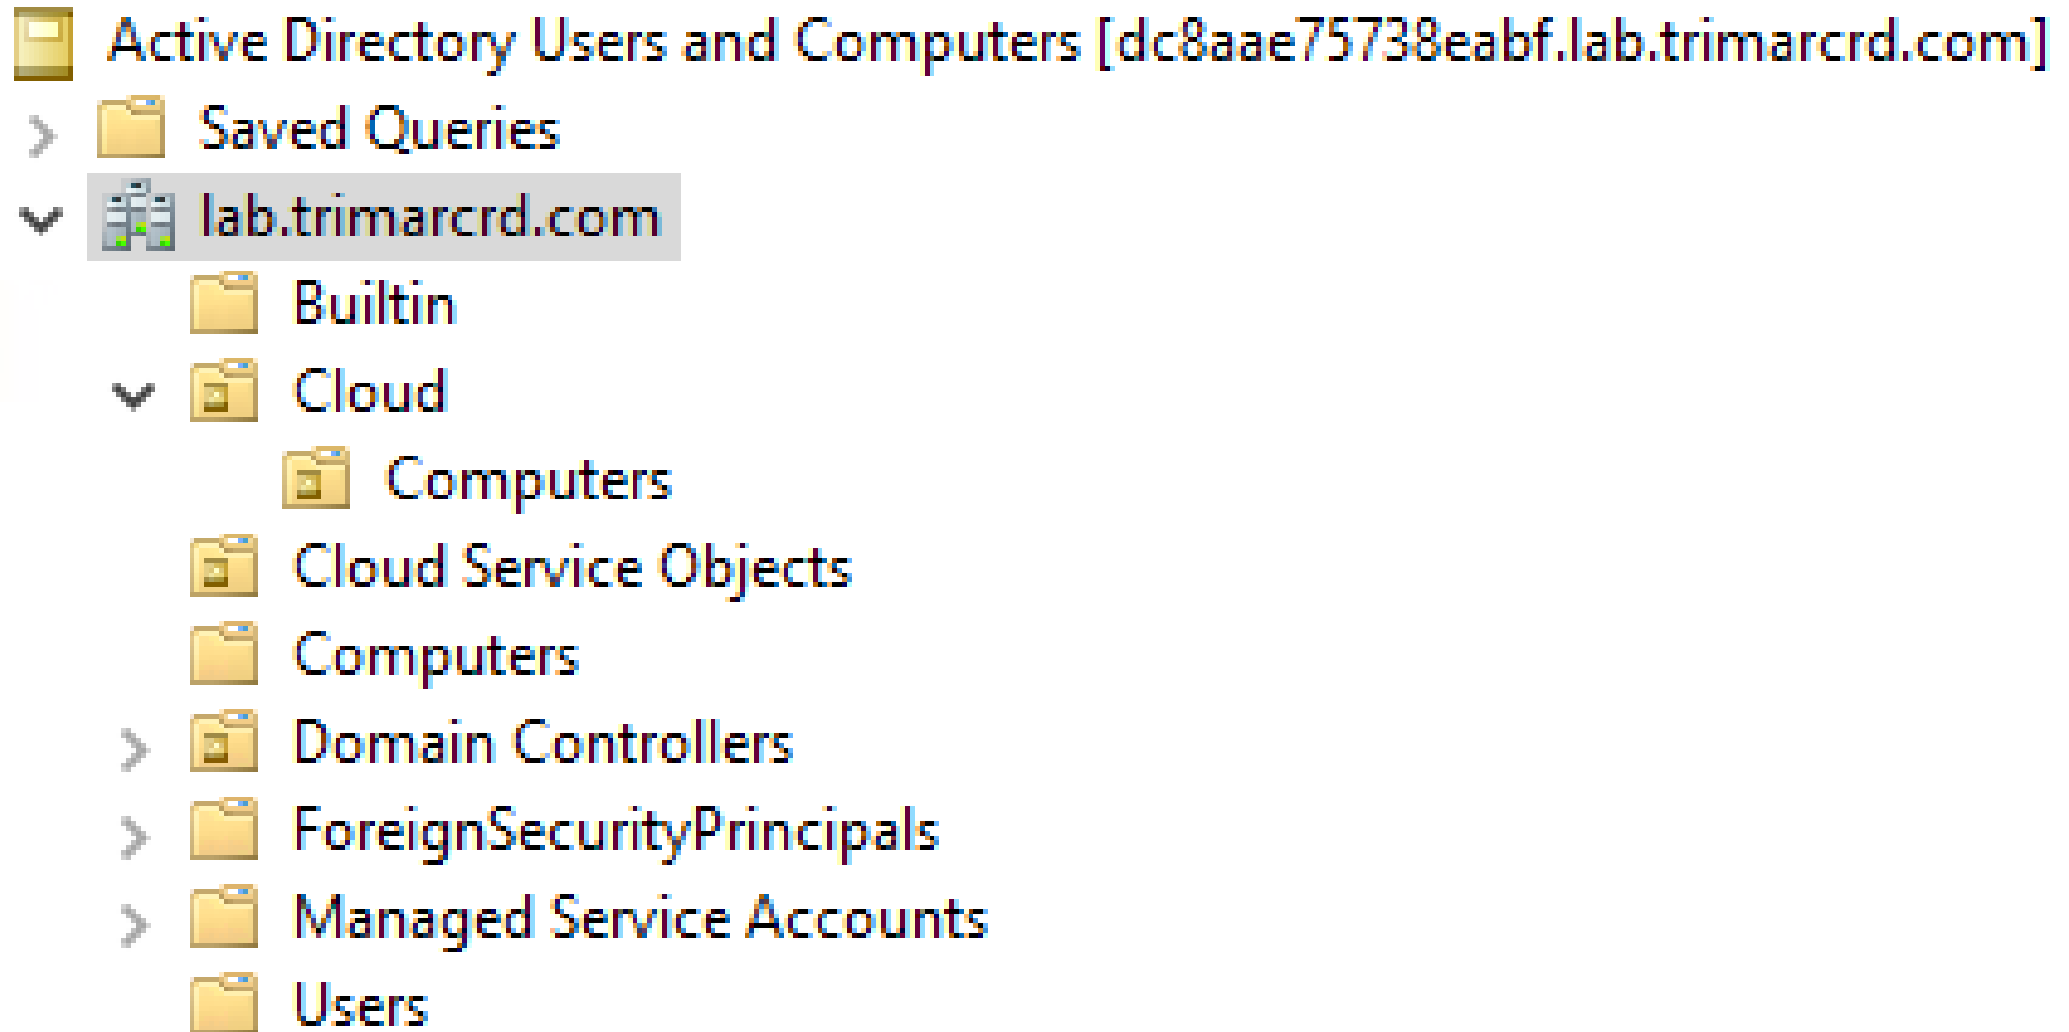 Active Directory Users and Computers [dc8aae75738eabf.lab.trimarcrd.com]
Saved Queries
lab.trimarcrd.com
Builtin
Cloud
Computers
Cloud Service Objects
Computers
Domain Controllers
ForeignSecurityPrincipals
Managed Service Accounts
Users